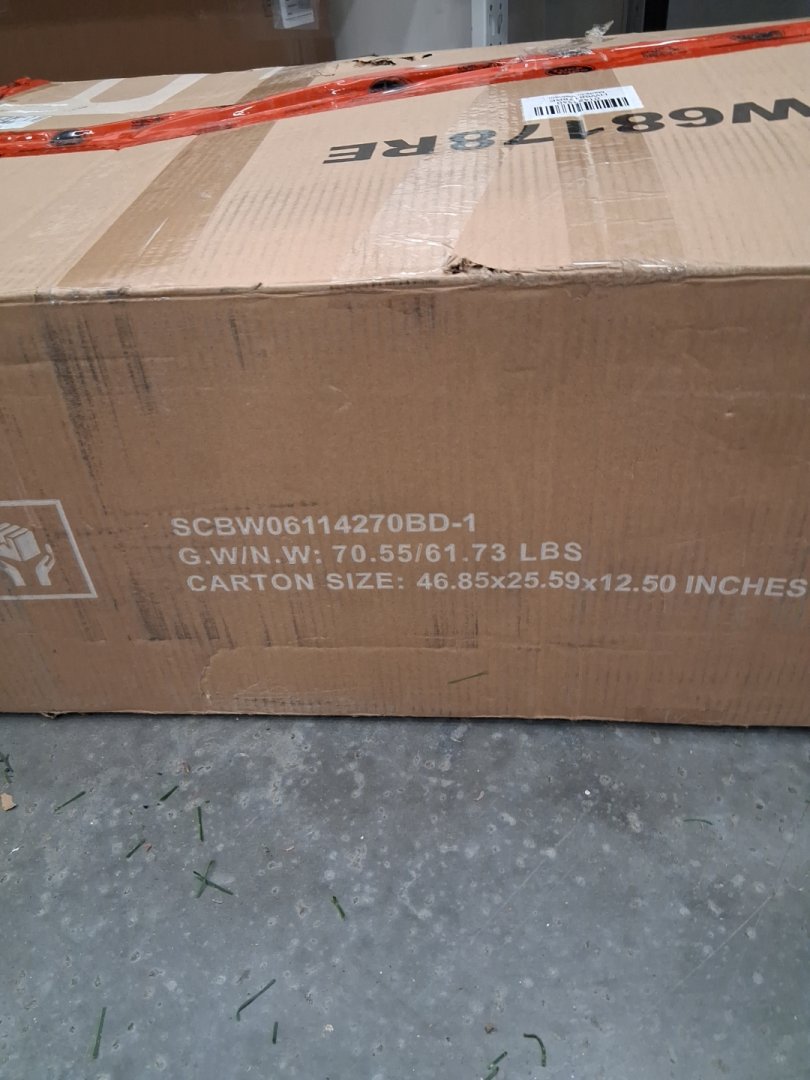 W68178RE
SCBW06114270BD-1
G.W/N.W: 70.55/61.73 LBS
CARTON SIZE: 46.85x25.59x12.50 INCHES